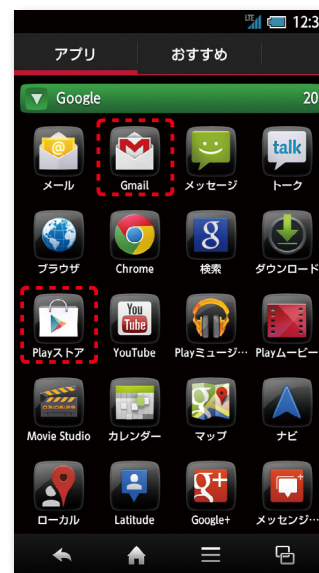 LTE 12:3
アプリ おすすめ
Google 20
メール Gmail メッセージ トーク
talk
ブラウザ Chrome 検索 ダウンロード
8
You Tube
Playストア YouTube Playミュージ… Playムービー
Movie Studio カレンダー マップ ナビ
g+
ローカル Latitude Google+ メッセンジ…